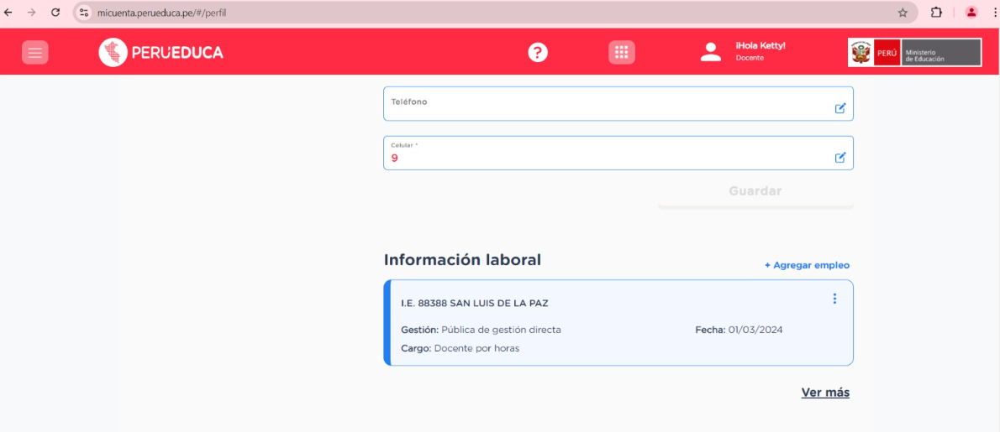 micuenta.perueduca.pe/#/perfil
PERUEDUCA
?
¡Hola Ketty!
Docente
PERÚ
Ministerio
de Educación
Teléfono
Celular *
9
Guardar
Información laboral
+ Agregar empleo
I.E. 88388 SAN LUIS DE LA PAZ
Gestión: Pública de gestión directa
Fecha: 01/03/2024
Cargo: Docente por horas
Ver más